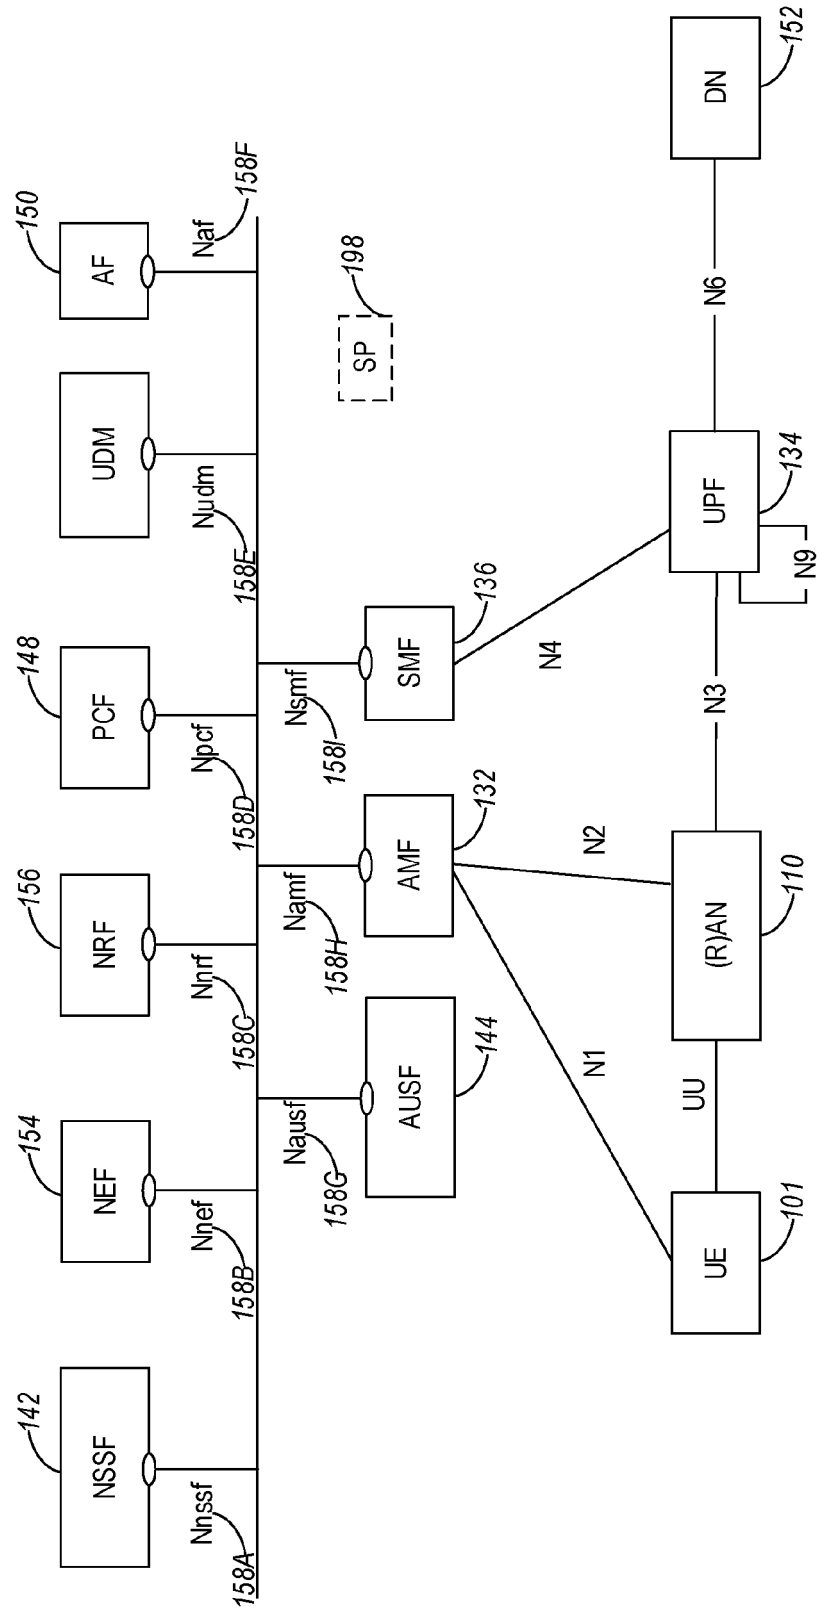 142
154
156
148
150
NSSF
NEF
NRF
PCF
UDM
AF
Nnssf
Nnef
Nnrf
Npcf
Nudm
Naf
158A
158B
158C
158D
158E
158F
Nausf
Namf
Nsmf
158G
158H
158I
SP
198
AUSF
AMF
SMF
144
132
136
N1
N2
N4
UU
N3
N6
UE
(R)AN
UPF
DN
101
110
134
152
N9